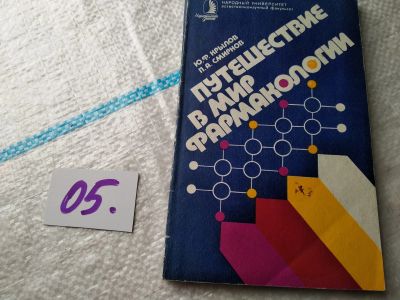 НАРОДНЫЙ УНИВЕРСИТЕТ
естественнонаучный факультет
Ю.Ф. КРЫЛОВ
П.А. СМИРНОВ
ПУТЕШЕСТВИЕ
В МИР
ФАРМАКОЛОГИИ
05.